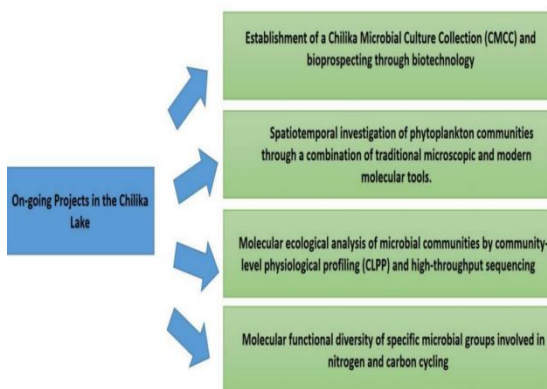 Establishment of a Chilika Microbial Culture Collection (CMCC) and
bioprospecting through biotechnology
Spatiotemporal investigation of phytoplankton communities
through a combination of traditional microscopic and modern
molecular tools.
On-going Projects in the Chilika
Lake
Molecular ecological analysis of microbial communities by community-
level physiological profiling (CLPP) and high-throughput sequencing
Molecular functional diversity of specific microbial groups involved in
nitrogen and carbon cycling